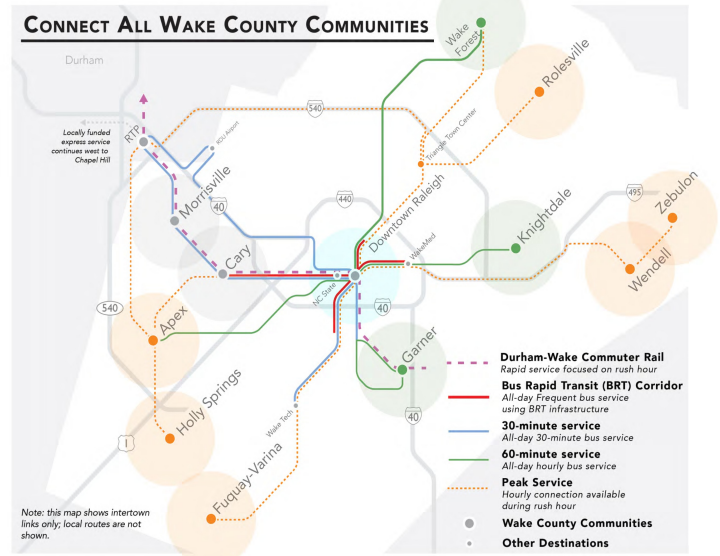 CONNECT ALL WAKE COUNTY COMMUNITIES
Durham
Wake
Forest
Rolesville
540
RTP
RDU Airport
Triangle Town Center
Locally funded
express service
continues west to
Chapel Hill
Morrisville
40
440
Downtown Raleigh
495
Zebulon
Knightdale
WakeMed
Cary
NC State
Wendell
540
Apex
40
Garner
Holly Springs
Wake Tech
40
1
Fuquay-Varina
Durham-Wake Commuter Rail
Rapid service focused on rush hour
Bus Rapid Transit (BRT) Corridor
All-day Frequent bus service
using BRT infrastructure
30-minute service
All-day 30-minute bus service
60-minute service
All-day hourly bus service
Peak Service
Hourly connection available
during rush hour
Wake County Communities
Other Destinations
Note: this map shows intertown
links only; local routes are not
shown.